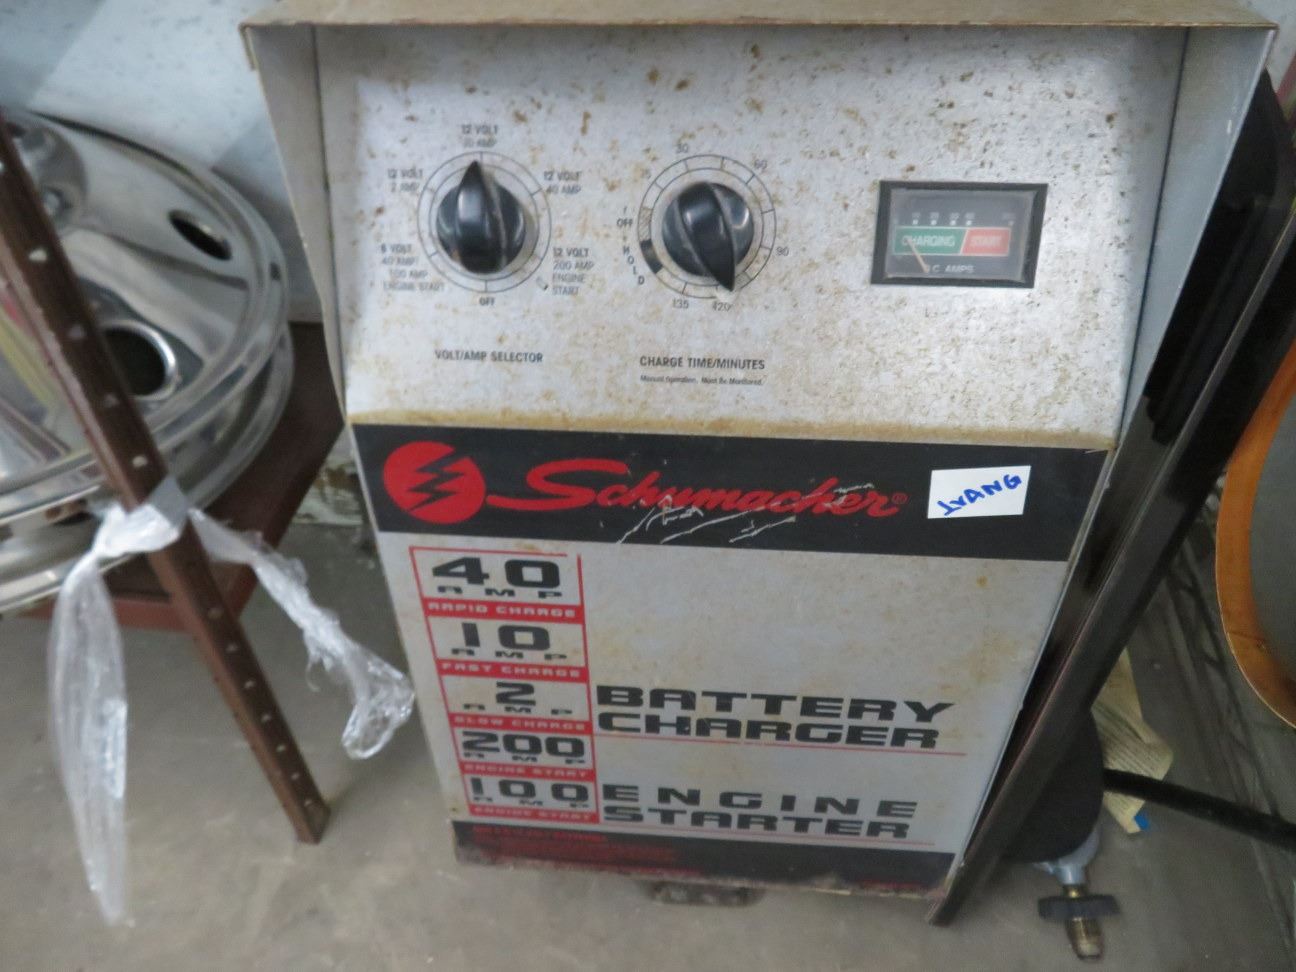 12 VOLT
10 AMP
12 VOLT
2 AMP
12 VOLT
40 AMP
6 VOLT
40 AMP/
100 AMP
ENGINE START
12 VOLT
200 AMP
ENGINE
START
OFF
VOLT/AMP SELECTOR
30
60
15
OFF
HOLD
90
135
120
CHARGE TIME/MINUTES
Manual Operation. Must Be Monitored.
CHARGING START
D.C. AMPS
Schumacher®
IVANG
40
AMP
RAPID CHARGE
10
AMP
FAST CHARGE
2
AMP
SLOW CHARGE
200
AMP
ENGINE START
100
AMP
ENGINE START
BATTERY
CHARGER
ENGINE
STARTER